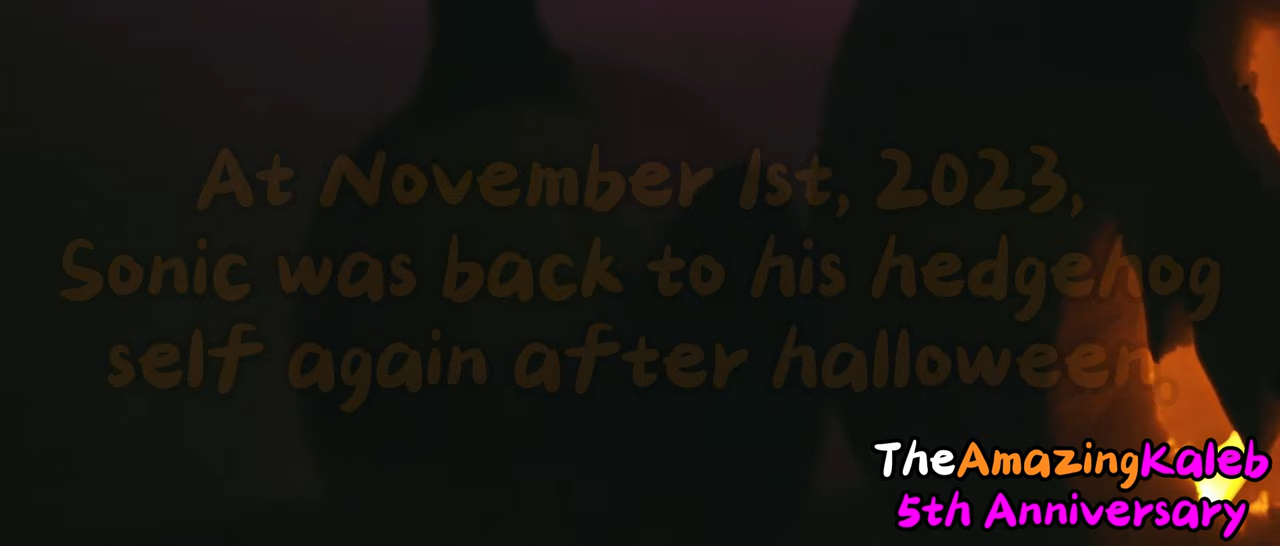 At November 1st, 2023,
Sonic was back to his hedgehog
self again after halloween.
TheAmazingKaleb
5th Anniversary